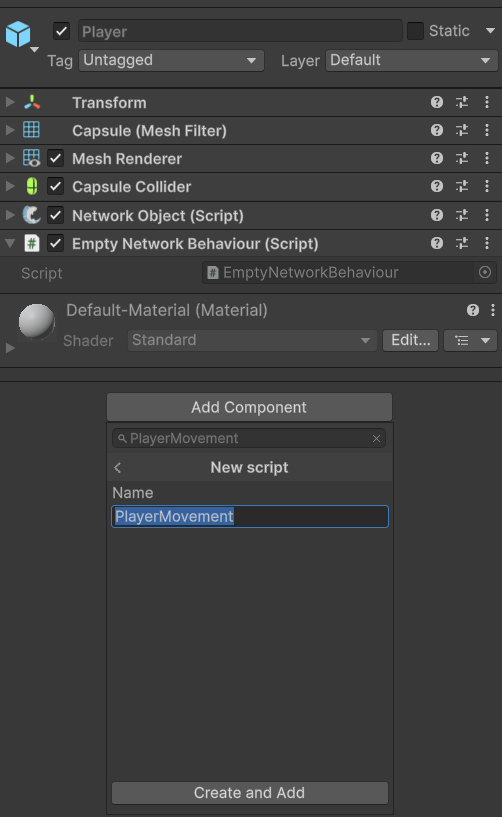 Player
Static
Tag Untagged Layer Default
Transform
Capsule (Mesh Filter)
Mesh Renderer
Capsule Collider
Network Object (Script)
# Empty Network Behaviour (Script)
Script # EmptyNetworkBehaviour
Default-Material (Material)
Shader Standard Edit...
Add Component
PlayerMovement
New script
Name
PlayerMovement
Create and Add